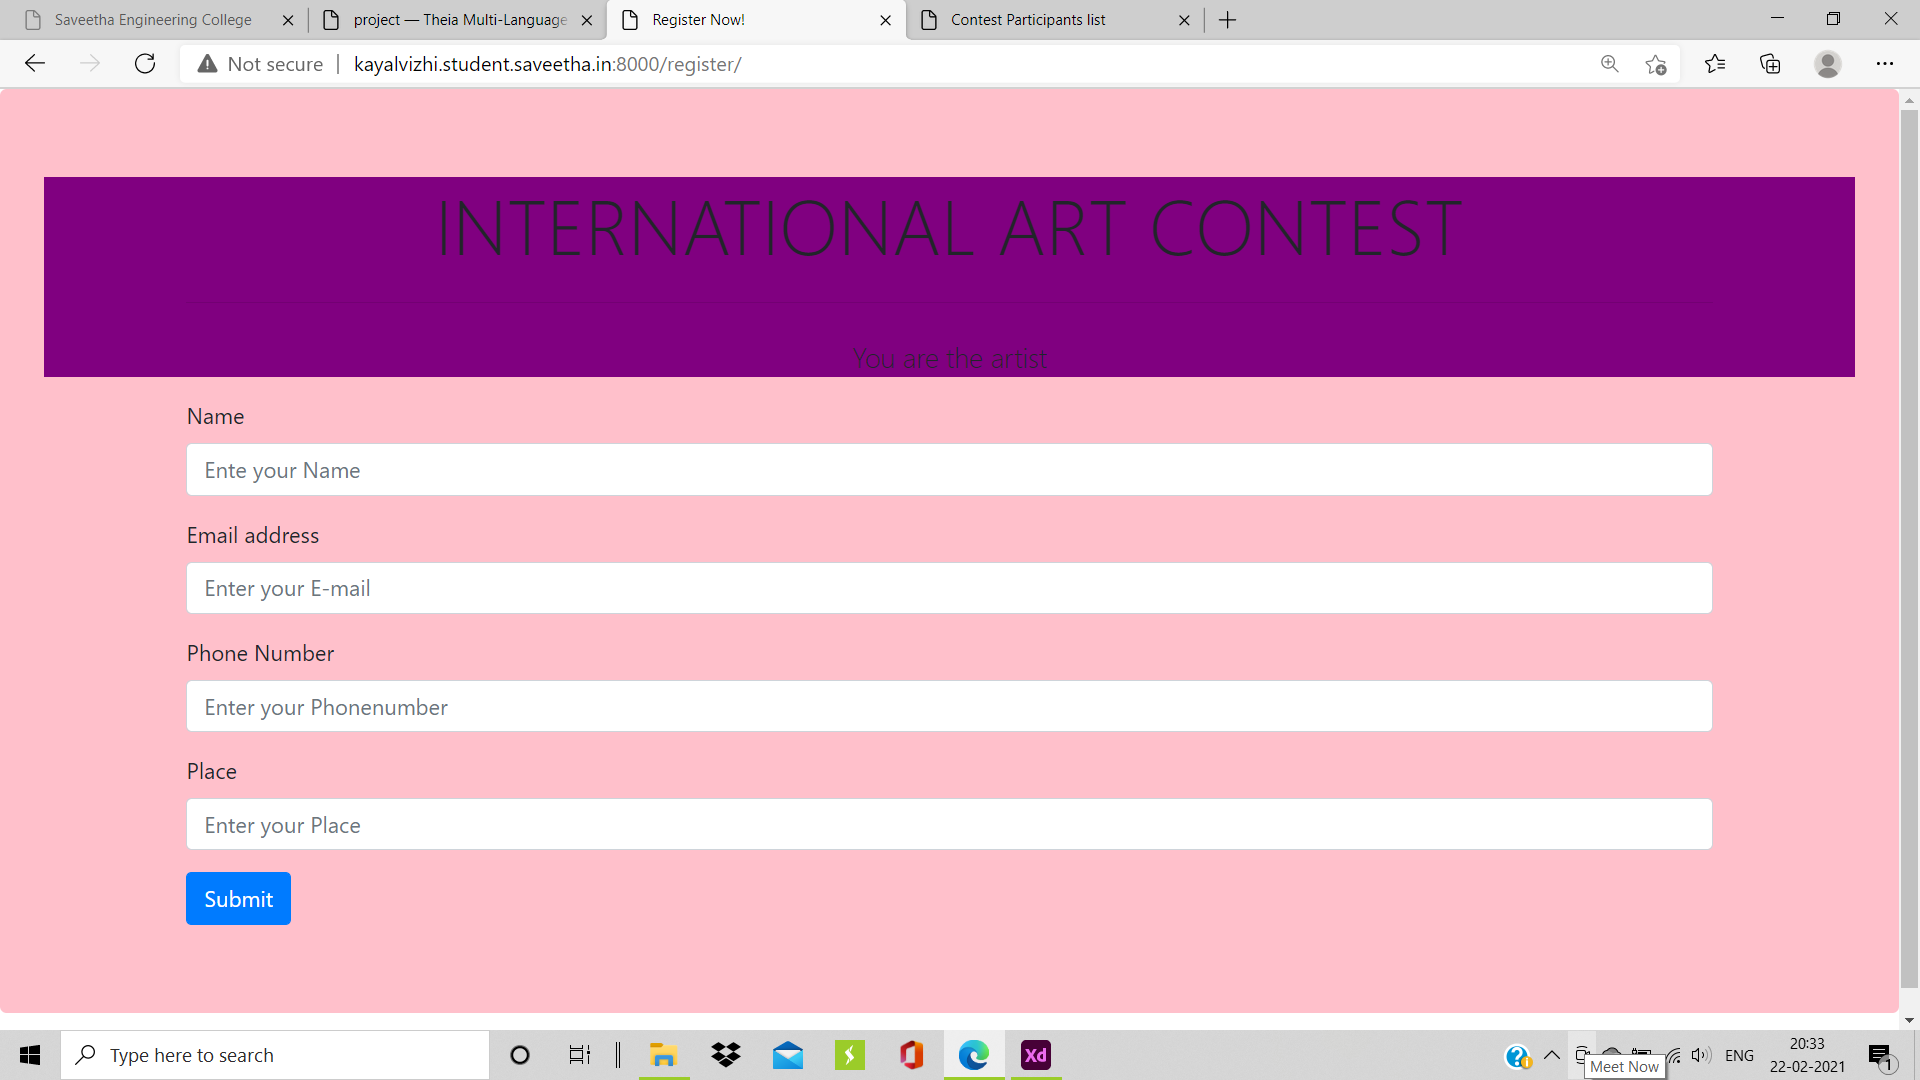 Saveetha Engineering College
project — Theia Multi-Language
Register Now!
Contest Participants list
Not secure
kayalvizhi.student.saveetha.in:8000/register/
INTERNATIONAL ART CONTEST
You are the artist
Name
Ente your Name
Email address
Enter your E-mail
Phone Number
Enter your Phonenumber
Place
Enter your Place
Submit
Type here to search
Xd
ENG
20:33
22-02-2021
1
Meet Now